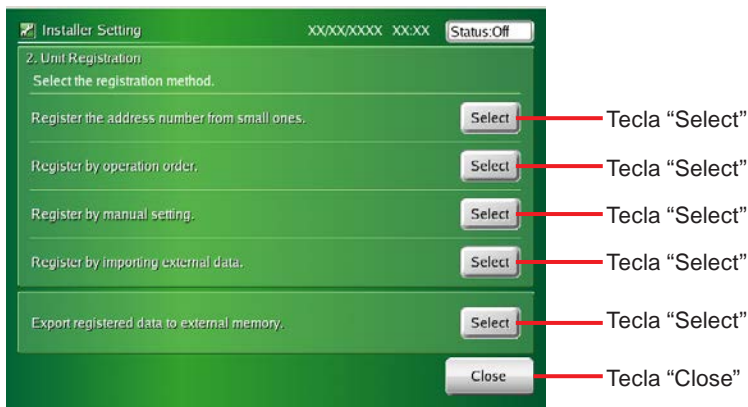 Installer Setting XX/XX/XXXX XX:XX Status:Off
2. Unit Registration
Select the registration method.
Register the address number from small ones. Select Tecla “Select”
Register by operation order. Select Tecla “Select”
Register by manual setting. Select Tecla “Select”
Register by importing external data. Select Tecla “Select”
Export registered data to external memory. Select Tecla “Select”
Close Tecla “Close”